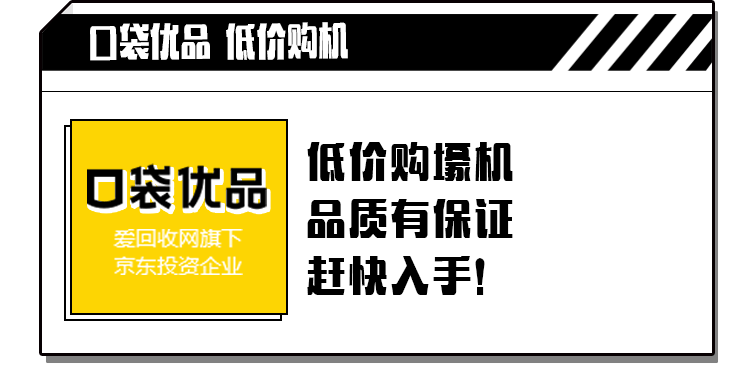 口袋优品 低价购机
口袋优品
爱回收网旗下
京东投资企业
低价购壕机
品质有保证
赶快入手!